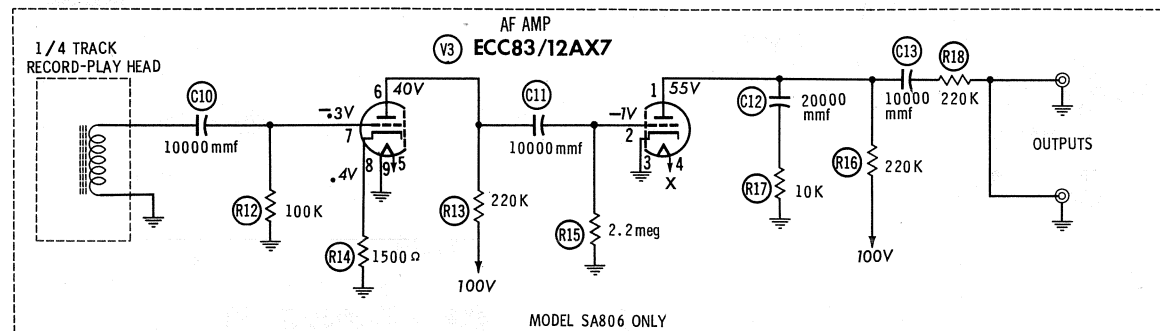 AF AMP
V3 ECC83/12AX7
1/4 TRACK
RECORD-PLAY HEAD
C10
10000mmf
R12
100K
-.3V
7
6
40V
8
9
5
.4V
R14
1500Ω
R13
220K
100V
C11
10000mmf
R15
2.2meg
-1V
2
1
55V
3
4
X
C12
20000
mmf
R17
10K
C13
10000
mmf
R18
220K
R16
220K
100V
OUTPUTS
MODEL SA806 ONLY